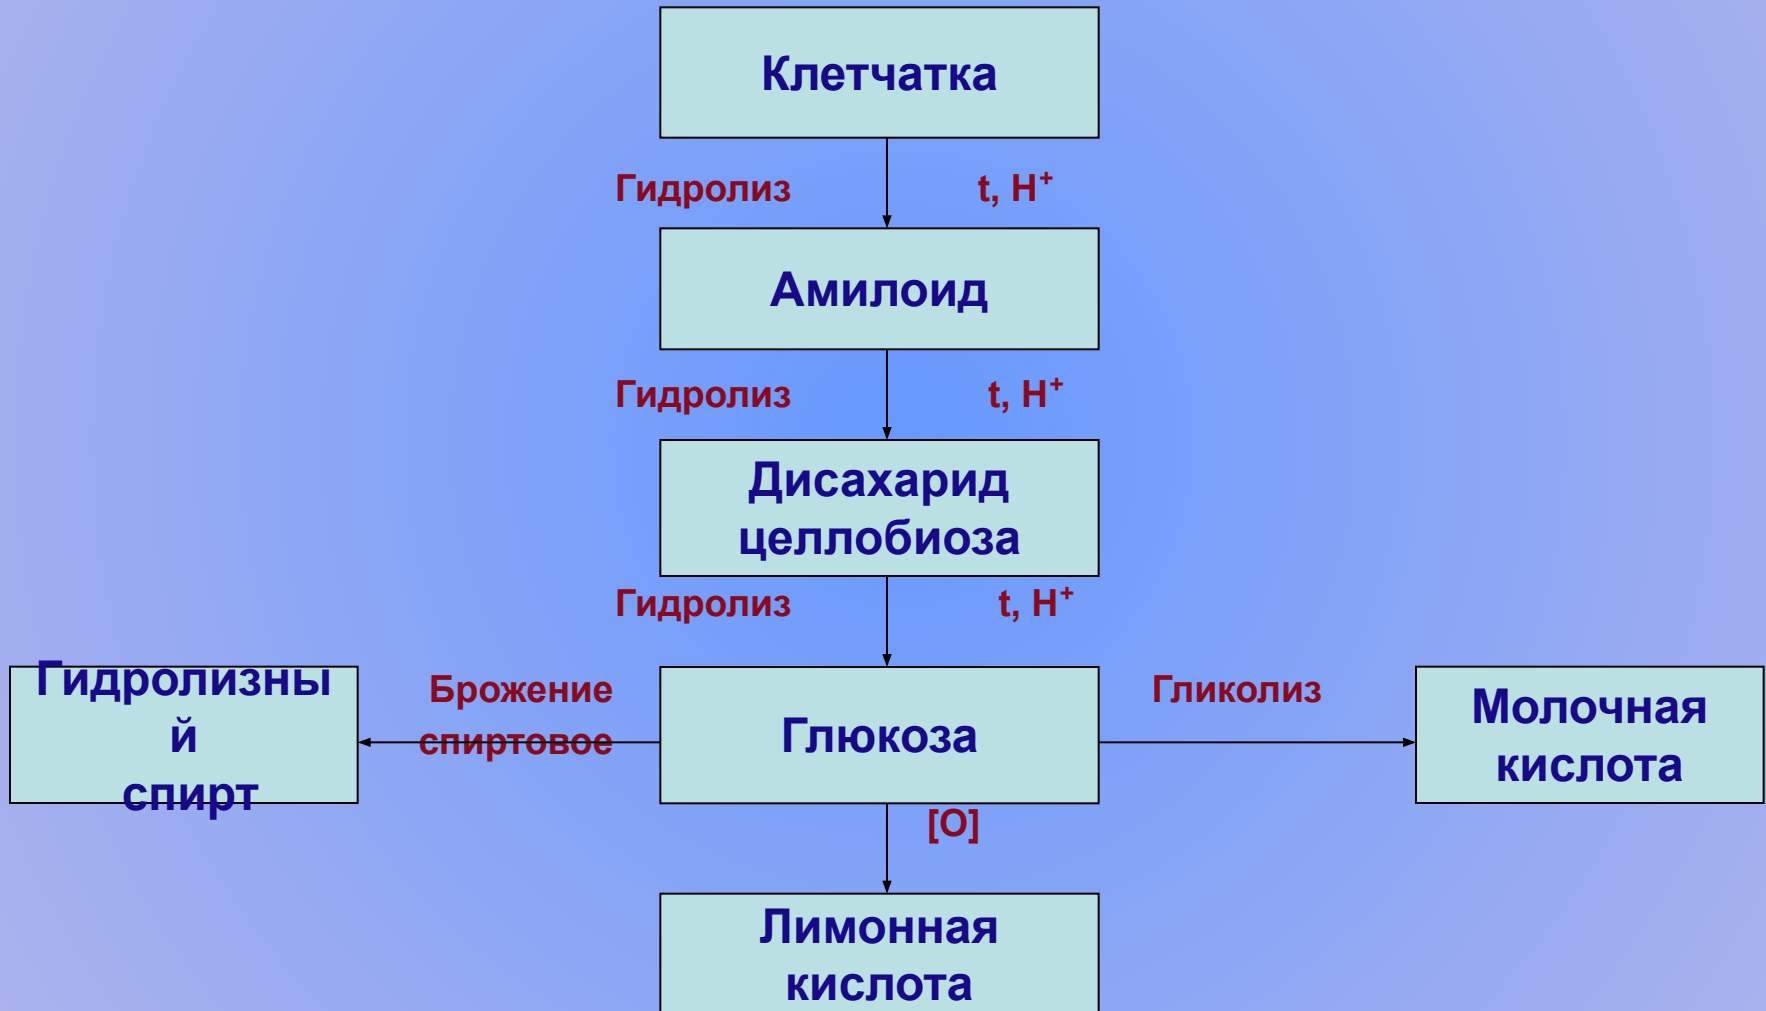 Клетчатка
Гидролиз t, H⁺
Амилоид
Гидролиз t, H⁺
Дисахарид
целлобиоза
Гидролиз t, H⁺
Гидролизны
й
спирт
Брожение
спиртовое
Глюкоза
Гликолиз
Молочная
кислота
[O]
Лимонная
кислота